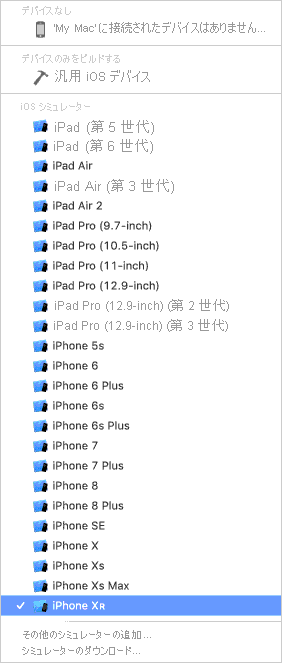 デバイスなし
'My Mac'に接続されたデバイスはありません...
デバイスのみをビルドする
汎用 iOS デバイス
iOS シミュレーター
iPad (第 5 世代)
iPad (第 6 世代)
iPad Air
iPad Air (第 3 世代)
iPad Air 2
iPad Pro (9.7-inch)
iPad Pro (10.5-inch)
iPad Pro (11-inch)
iPad Pro (12.9-inch)
iPad Pro (12.9-inch) (第 2 世代)
iPad Pro (12.9-inch) (第 3 世代)
iPhone 5s
iPhone 6
iPhone 6 Plus
iPhone 6s
iPhone 6s Plus
iPhone 7
iPhone 7 Plus
iPhone 8
iPhone 8 Plus
iPhone SE
iPhone X
iPhone Xs
iPhone Xs Max
iPhone Xʀ
その他のシミュレーターの追加...
シミュレーターのダウンロード...